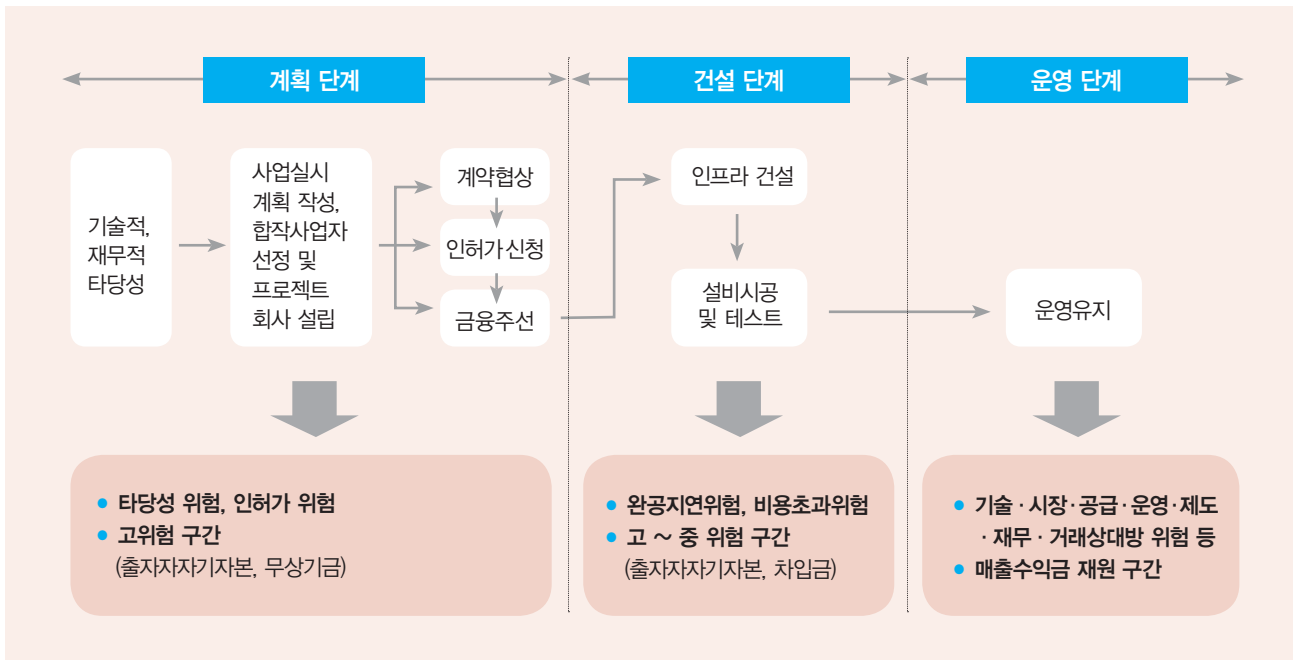 계획 단계
건설 단계
운영 단계
기술적,
재무적
타당성
사업실시
계획 작성,
합작사업자
선정 및
프로젝트
회사 설립
계약협상
인허가 신청
금융주선
인프라 건설
설비시공
및 테스트
운영유지
● 타당성 위험, 인허가 위험
● 고위험 구간
(출자자자기자본, 무상기금)
● 완공지연위험, 비용초과위험
● 고 ~ 중 위험 구간
(출자자자기자본, 차입금)
● 기술 · 시장 · 공급 · 운영 · 제도
· 재무 · 거래상대방 위험 등
● 매출수익금 재원 구간